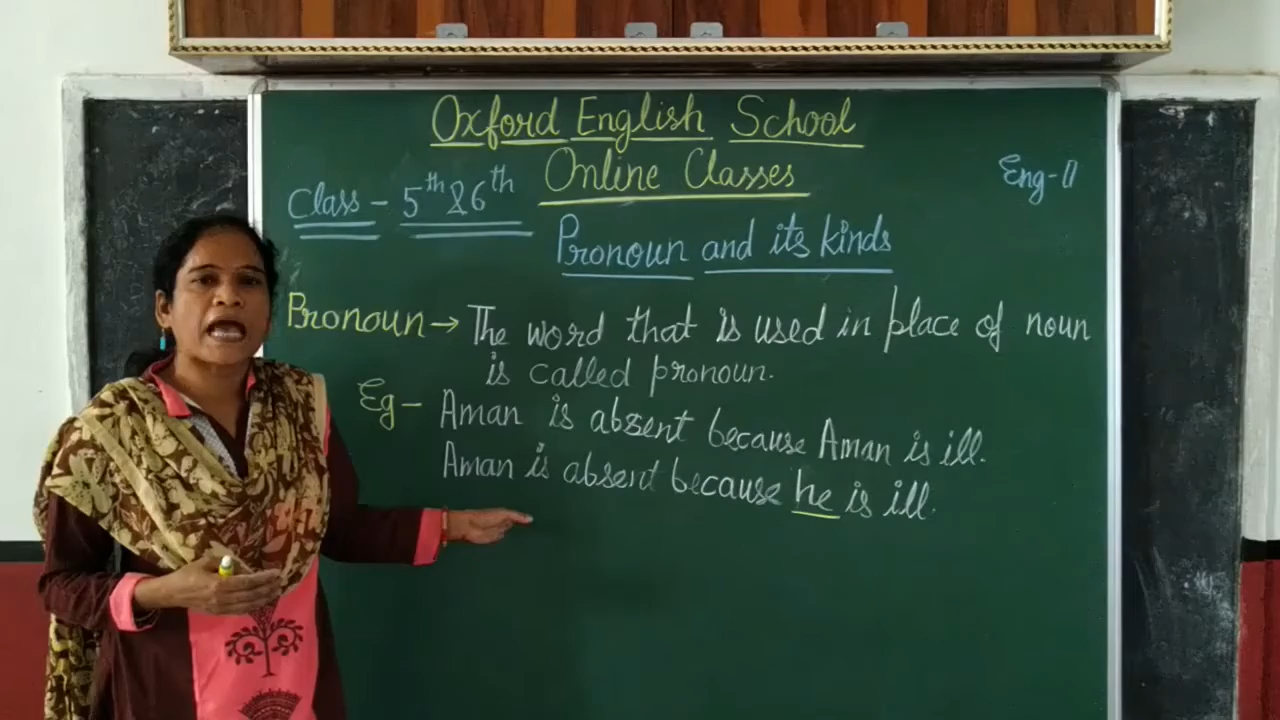 Oxford English School
Online Classes
Eng-II
Class - 5th & 6th
Pronoun and its kinds
Pronoun → The word that is used in place of noun
is called pronoun.
Eg - Aman is absent because Aman is ill.
Aman is absent because he is ill.